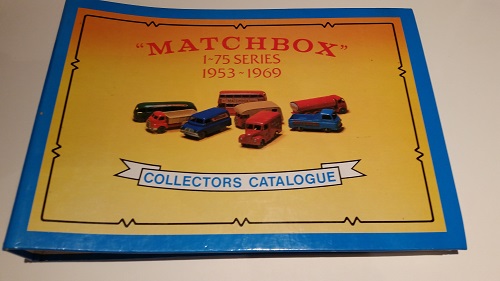 "MATCHBOX"
1-75 SERIES
1953-1969
COLLECTORS CATALOGUE